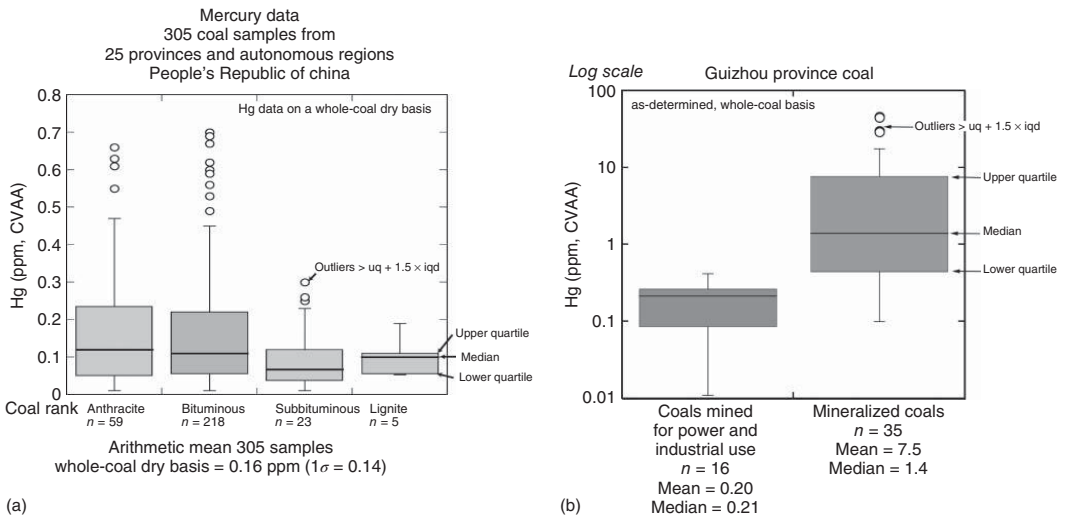 Mercury data
305 coal samples from
25 provinces and autonomous regions
People's Republic of china
Hg data on a whole-coal dry basis
Hg (ppm, CVAA)
0.8
0.7
0.6
0.5
0.4
0.3
0.2
0.1
0
Outliers > uq + 1.5 × iqd
Upper quartile
Median
Lower quartile
Coal rank Anthracite Bituminous Subbituminous Lignite
n = 59 n = 218 n = 23 n = 5
Arithmetic mean 305 samples
whole-coal dry basis = 0.16 ppm (1σ = 0.14)
(a)
Log scale Guizhou province coal
as-determined, whole-coal basis
Hg (ppm, CVAA)
100
10
1
0.1
0.01
Outliers > uq + 1.5 × iqd
Upper quartile
Median
Lower quartile
Coals mined
for power and
industrial use
n = 16
Mean = 0.20
Median = 0.21
Mineralized coals
n = 35
Mean = 7.5
Median = 1.4
(b)